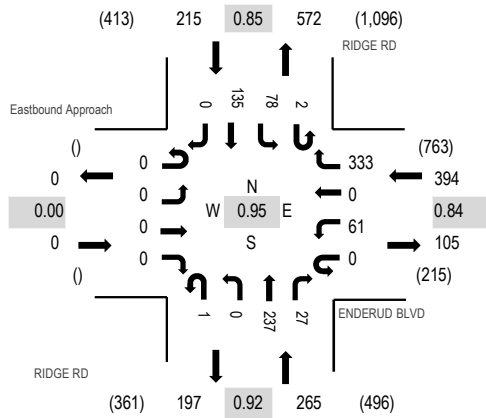 (413) 215 0.85 572 (1,096)
RIDGE RD
Eastbound Approach
0 135 78 2
()
0
0.00
0
()
0
0
0
0
N
W 0.95 E
S
333
0
61
0
(763)
394
0.84
105
(215)
1 0 237 27
ENDERUD BLVD
RIDGE RD
(361) 197 0.92 265 (496)